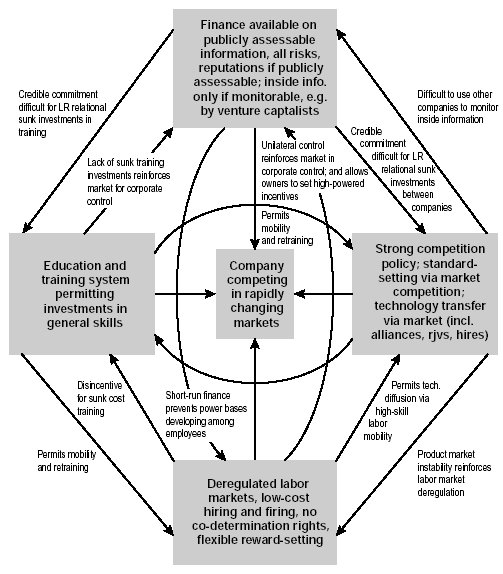 Finance available on
publicly assessable
information, all risks,
reputations if publicly
assessable; inside info.
only if monitorable, e.g.
by venture captalists
Credible commitment
difficult for LR relational
sunk investments in
training
Difficult to use other
companies to monitor
inside information
Lack of sunk training
investments reinforces
market for corporate
control
Unilateral control
reinforces market in
corporate control; and allows
owners to set high-powered
incentives
Credible
commitment
difficult for LR
relational sunk
investments
between
companies
Permits
mobility
and retraining
Education and
training system
permitting
investments in
general skills
Company
competing
in rapidly
changing
markets
Strong competition
policy; standard-
setting via market
competition;
technology transfer
via market (incl.
alliances, rjvs, hires)
Disincentive
for sunk cost
training
Short-run finance
prevents power bases
developing among
employees
Permits tech.
diffusion via
high-skill
labor
mobility
Permits mobility
and retraining
Product market
instability reinforces
labor market
deregulation
Deregulated labor
markets, low-cost
hiring and firing, no
co-determination rights,
flexible reward-setting